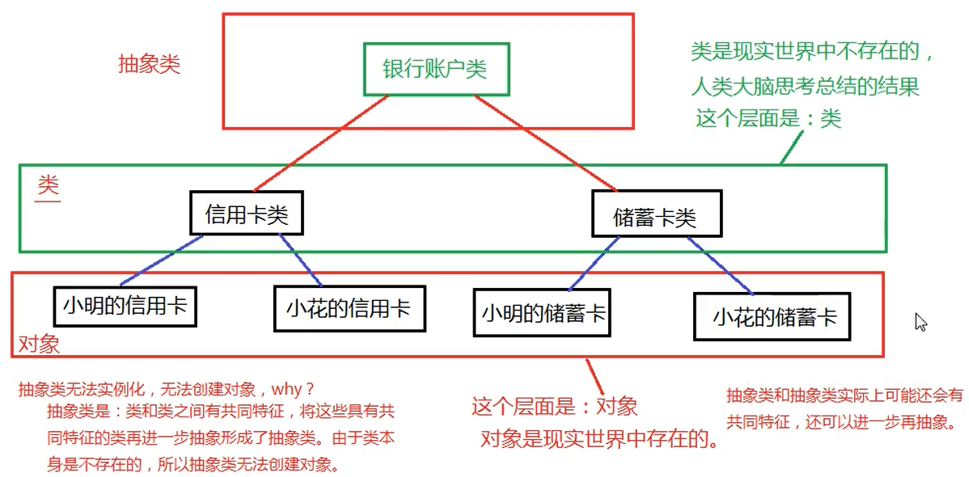 抽象类
银行账户类
类是现实世界中不存在的，
人类大脑思考总结的结果
这个层面是：类
类
信用卡类
储蓄卡类
小明的信用卡
小花的信用卡
小明的储蓄卡
小花的储蓄卡
对象
抽象类无法实例化，无法创建对象，why？
抽象类是：类和类之间有共同特征，将这些具有共
同特征的类再进一步抽象形成了抽象类。由于类本
身是不存在的，所以抽象类无法创建对象。
这个层面是：对象
对象是现实世界中存在的。
抽象类和抽象类实际上可能还会有
共同特征，还可以进一步再抽象。